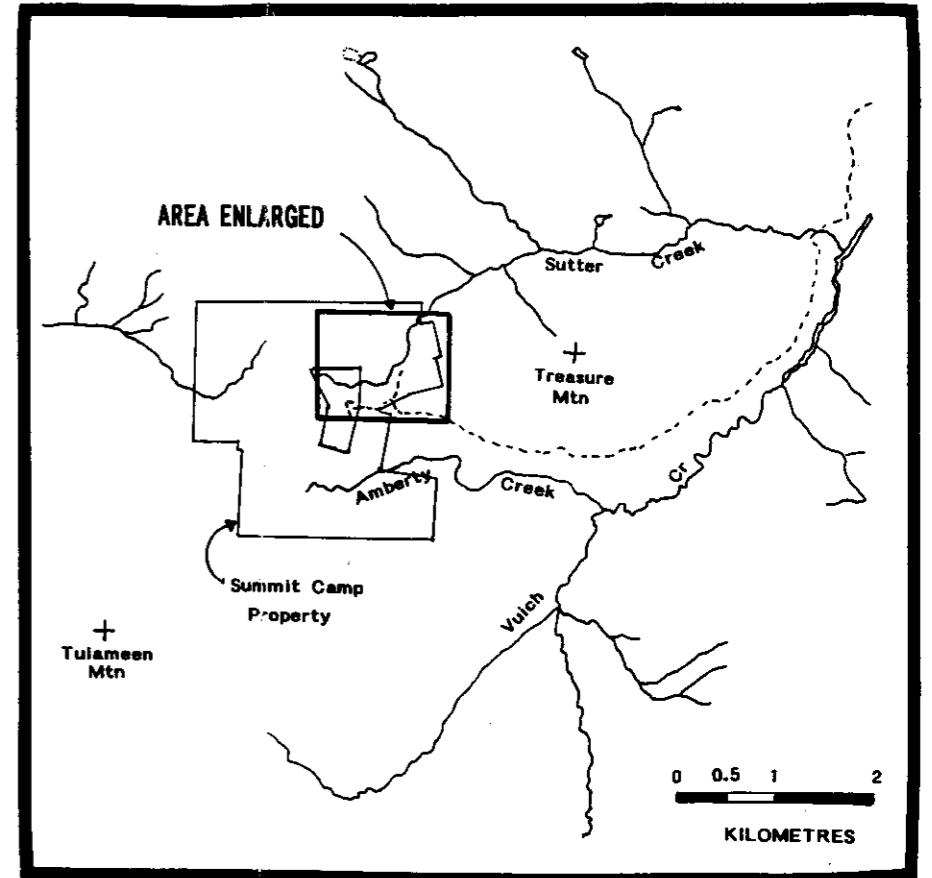 AREA ENLARGED
Sutter Creek
Treasure
Mtn
Amberty Creek
Cr
Summit Camp
Property
Vuich
Tulameen
Mtn
0 0.5 1 2
KILOMETRES